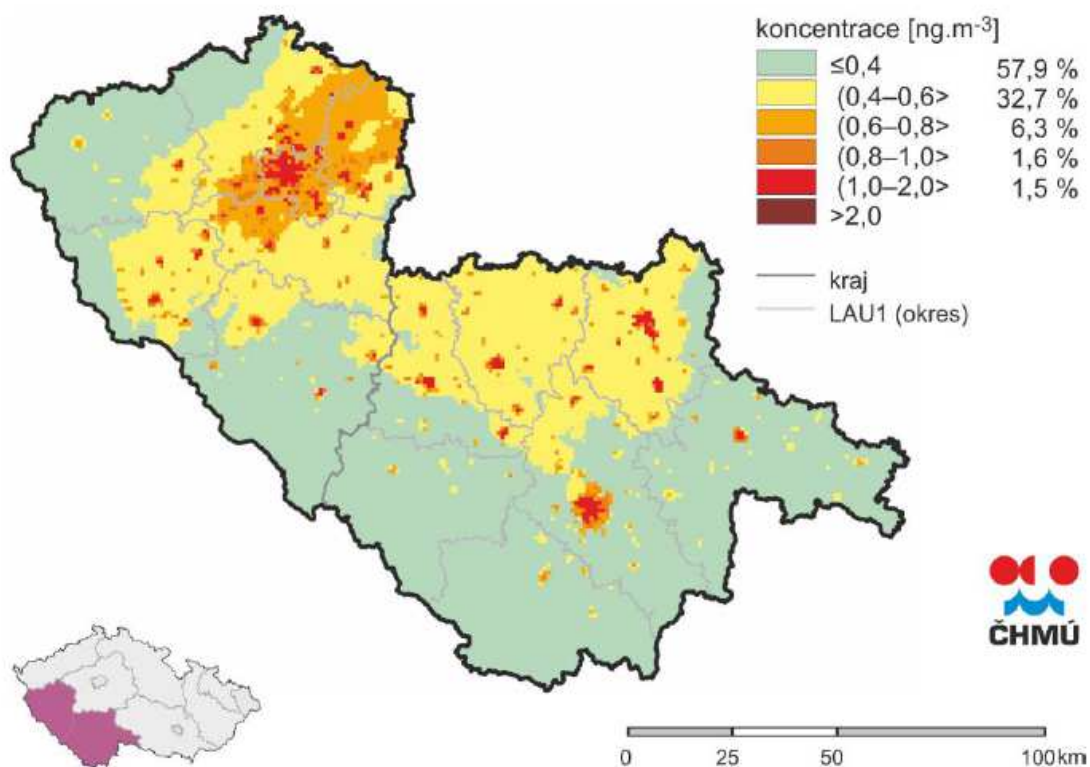 koncentrace [ng.m-3]
≤0,4 57,9 %
(0,4–0,6> 32,7 %
(0,6–0,8> 6,3 %
(0,8–1,0> 1,6 %
(1,0–2,0> 1,5 %
>2,0
kraj
LAU1 (okres)
ČHMÚ
0 25 50 100 km